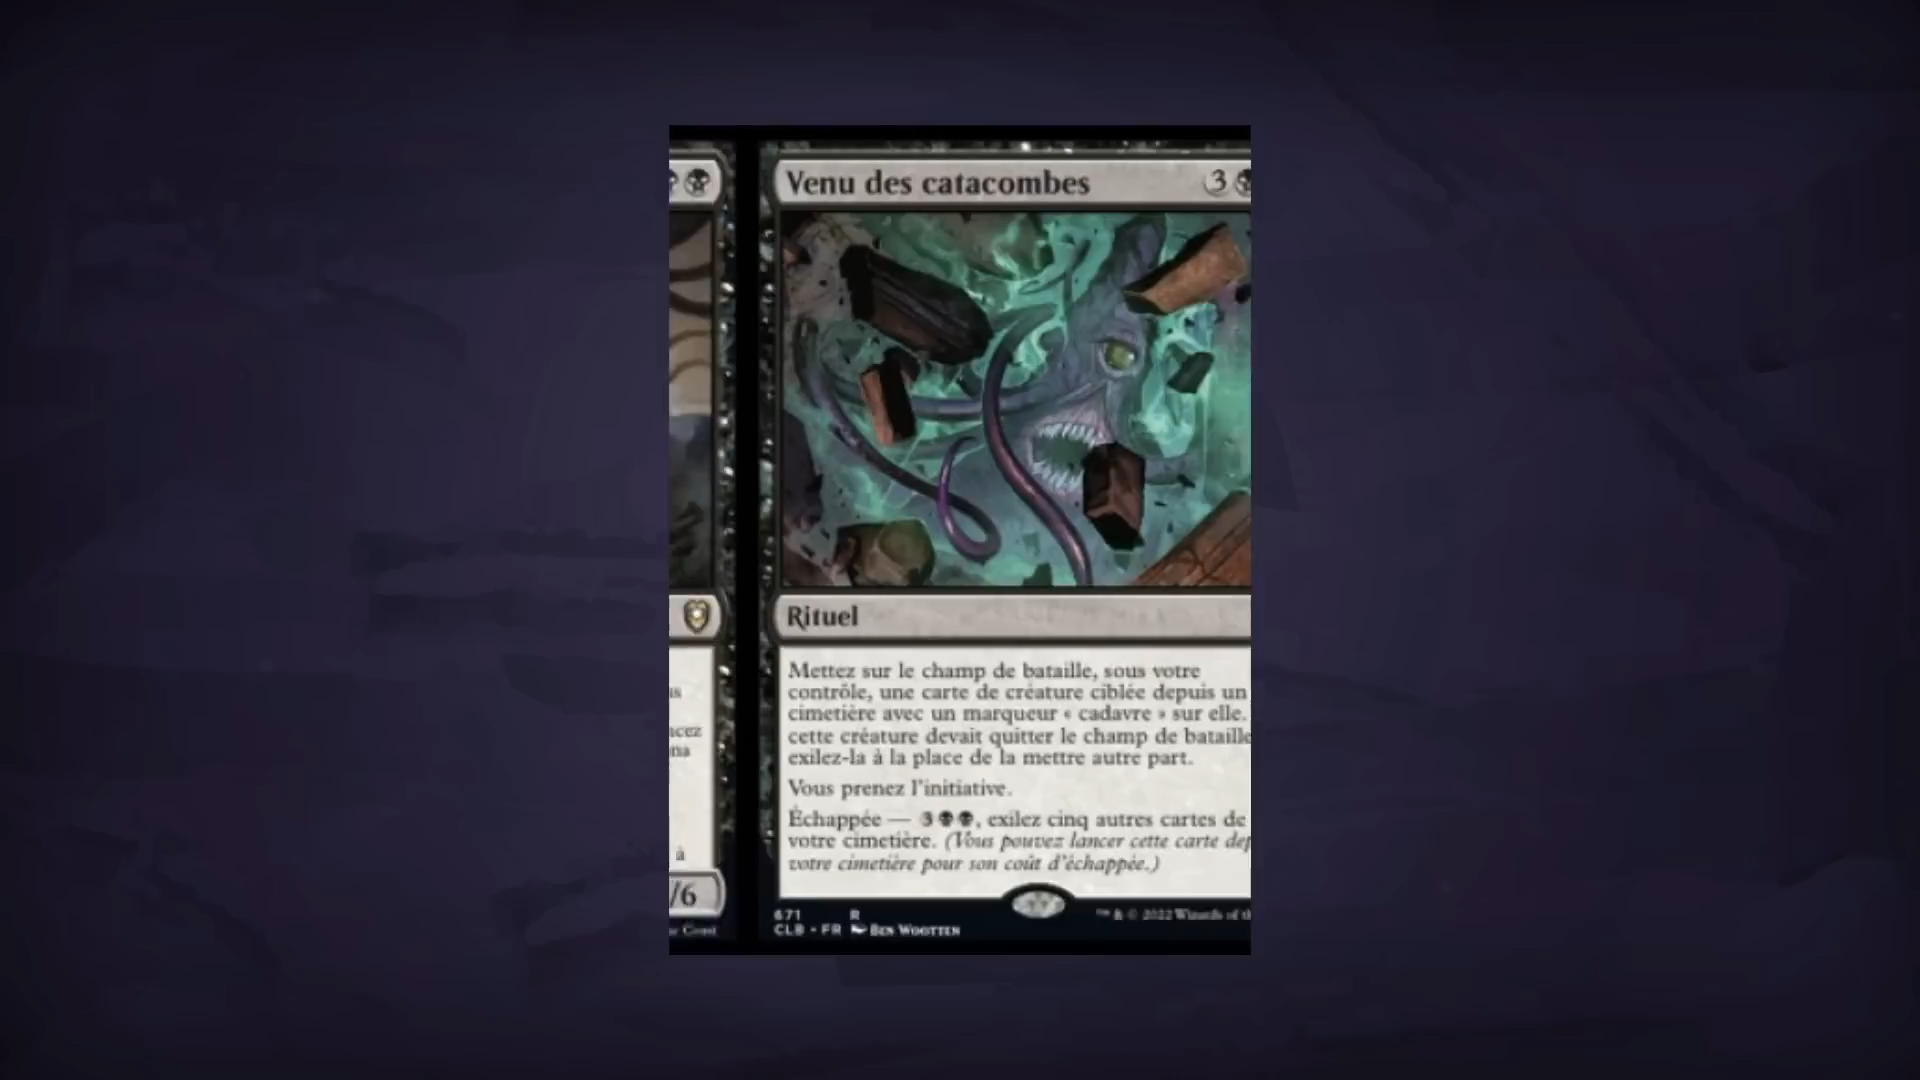 Venu des catacombes 3
Rituel
Mettez sur le champ de bataille, sous votre
contrôle, une carte de créature ciblée depuis un
cimetière avec un marqueur « cadavre » sur elle.
cette créature devait quitter le champ de bataille
exilez-la à la place de la mettre autre part.
Vous prenez l'initiative.
Échappée — 3, exilez cinq autres cartes de
votre cimetière. (Vous pouvez lancer cette carte dep
votre cimetière pour son coût d'échappée.)
671 R
CLB • FR BEN WOOTTEN
™ & © 2022 Wizards of th
ncez
na
à
/6
Coast